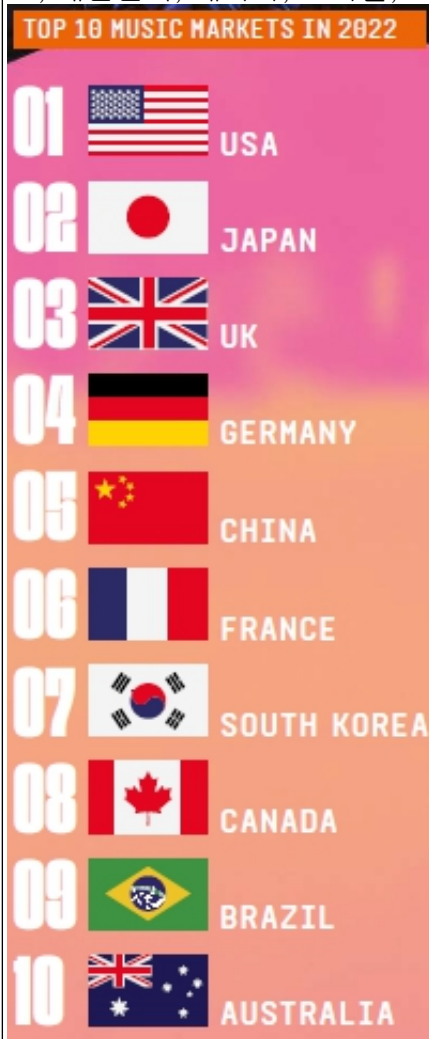 TOP 10 MUSIC MARKETS IN 2022
01 USA
02 JAPAN
03 UK
04 GERMANY
05 CHINA
06 FRANCE
07 SOUTH KOREA
08 CANADA
09 BRAZIL
10 AUSTRALIA